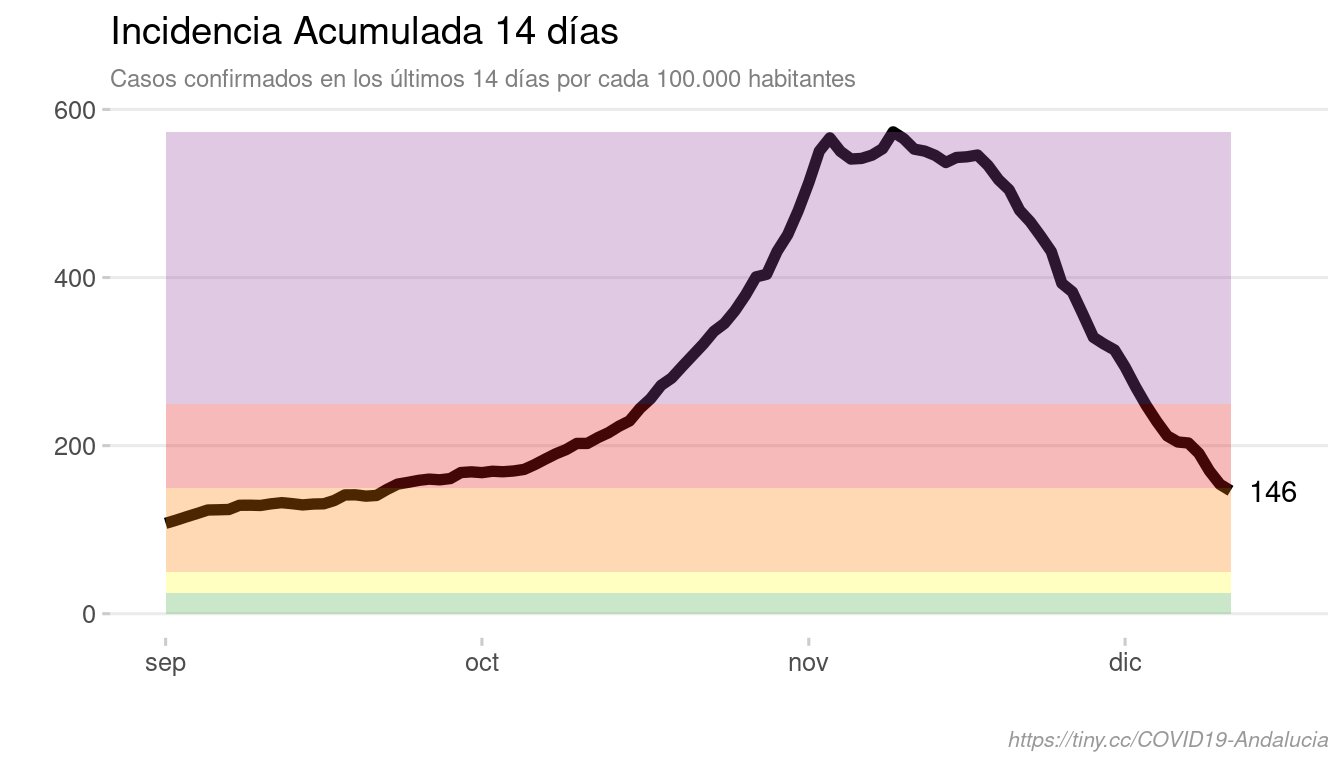 Incidencia Acumulada 14 días
Casos confirmados en los últimos 14 días por cada 100.000 habitantes
600
400
200
0
146
sep oct nov dic
https://tiny.cc/COVID19-Andalucia